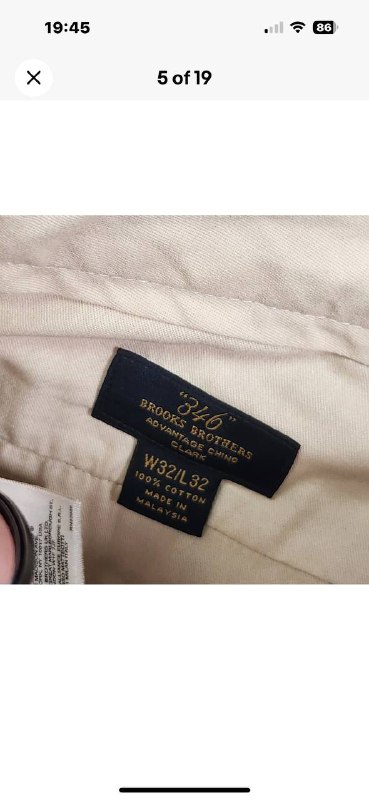 19:45
86
5 of 19
"346"
BROOKS BROTHERS
ADVANTAGE CHINO
CLARK
W32/L32
100% COTTON
MADE IN
MALAYSIA